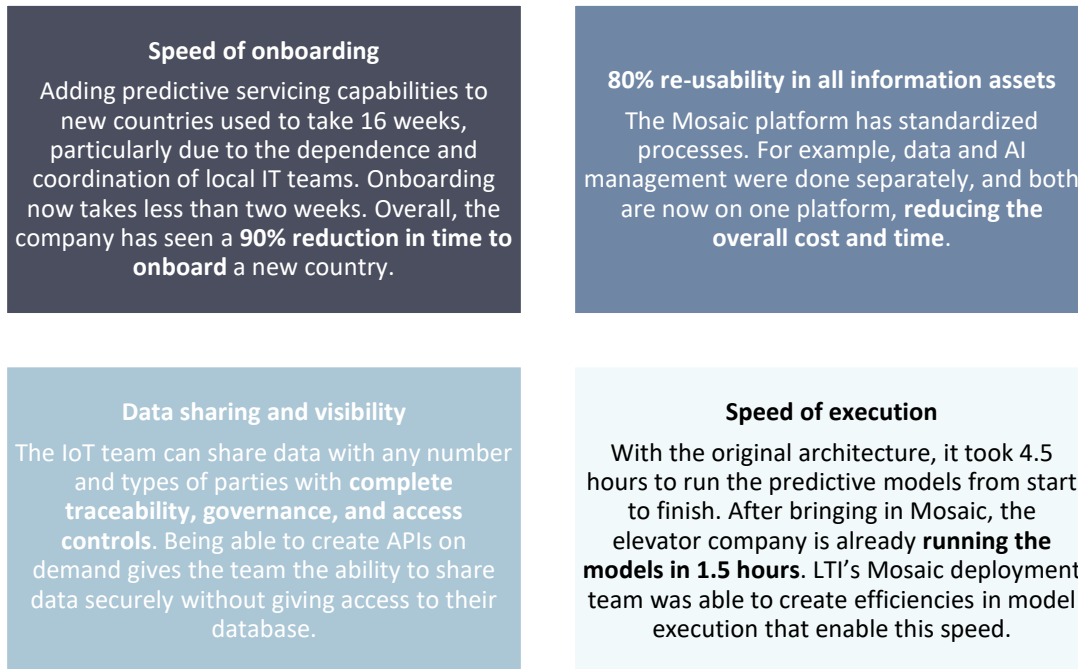 Speed of onboarding
Adding predictive servicing capabilities to
new countries used to take 16 weeks,
particularly due to the dependence and
coordination of local IT teams. Onboarding
now takes less than two weeks. Overall, the
company has seen a 90% reduction in time to
onboard a new country.
80% re-usability in all information assets
The Mosaic platform has standardized
processes. For example, data and AI
management were done separately, and both
are now on one platform, reducing the
overall cost and time.
Data sharing and visibility
The IoT team can share data with any number
and types of parties with complete
traceability, governance, and access
controls. Being able to create APIs on
demand gives the team the ability to share
data securely without giving access to their
database.
Speed of execution
With the original architecture, it took 4.5
hours to run the predictive models from start
to finish. After bringing in Mosaic, the
elevator company is already running the
models in 1.5 hours. LTI's Mosaic deployment
team was able to create efficiencies in model
execution that enable this speed.